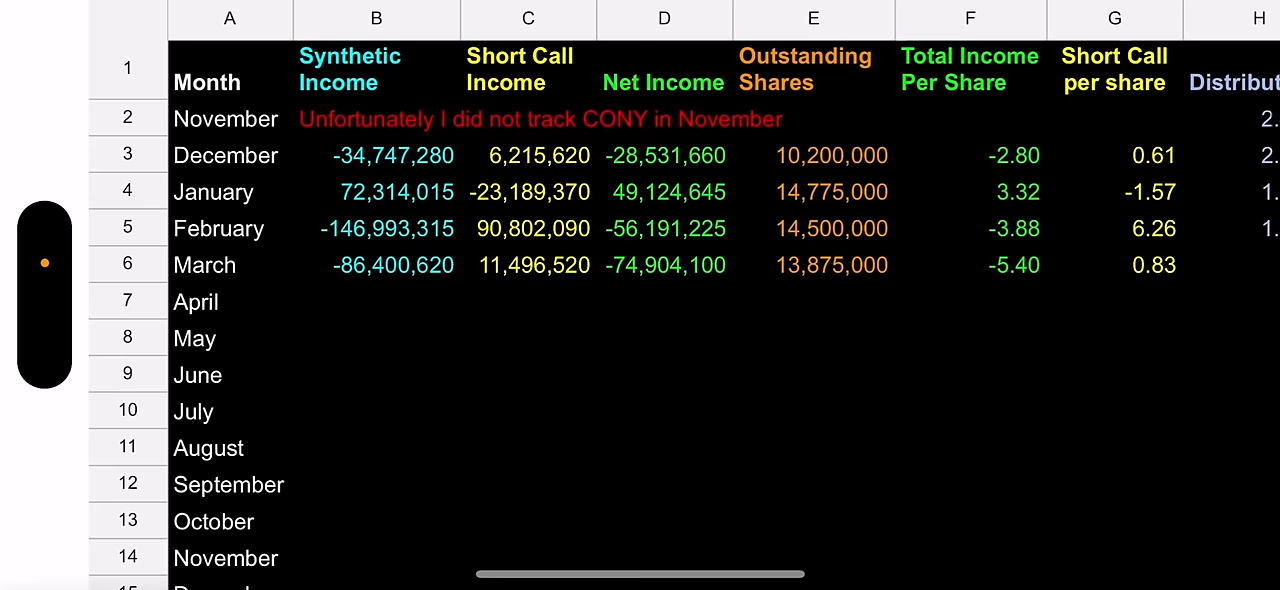 A B C D E F G H
1 Month Synthetic Income Short Call Income Net Income Outstanding Shares Total Income Per Share Short Call per share Distribut
2 November Unfortunately I did not track CONY in November 2.
3 December -34,747,280 6,215,620 -28,531,660 10,200,000 -2.80 0.61 2.
4 January 72,314,015 -23,189,370 49,124,645 14,775,000 3.32 -1.57 1.
5 February -146,993,315 90,802,090 -56,191,225 14,500,000 -3.88 6.26 1.
6 March -86,400,620 11,496,520 -74,904,100 13,875,000 -5.40 0.83
7 April
8 May
9 June
10 July
11 August
12 September
13 October
14 November